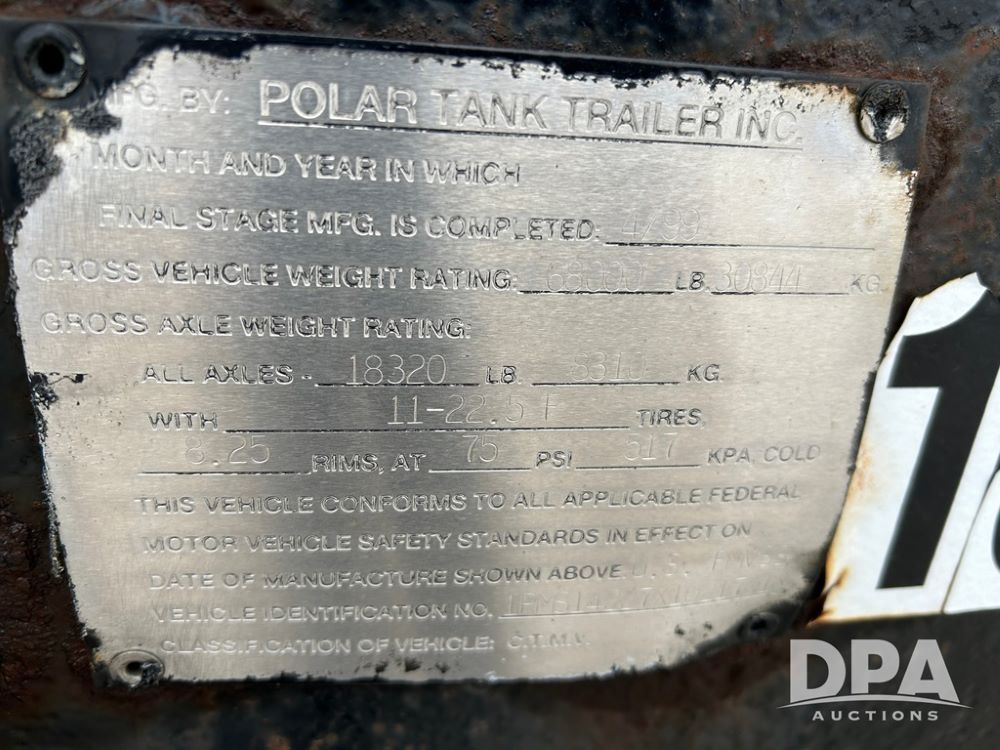 MFG. BY: POLAR TANK TRAILER INC.
MONTH AND YEAR IN WHICH
FINAL STAGE MFG. IS COMPLETED: 4/99
GROSS VEHICLE WEIGHT RATING: 68000 LB. 30844 KG.
GROSS AXLE WEIGHT RATING:
ALL AXLES - 18320 LB. 8310 KG.
WITH 11-22.5 F TIRES,
8.25 RIMS, AT 75 PSI 517 KPA, COLD
THIS VEHICLE CONFORMS TO ALL APPLICABLE FEDERAL
MOTOR VEHICLE SAFETY STANDARDS IN EFFECT ON
DATE OF MANUFACTURE SHOWN ABOVE.
VEHICLE IDENTIFICATION NO.
CLASSIFICATION OF VEHICLE: C.T.M.V.
DPA
AUCTIONS